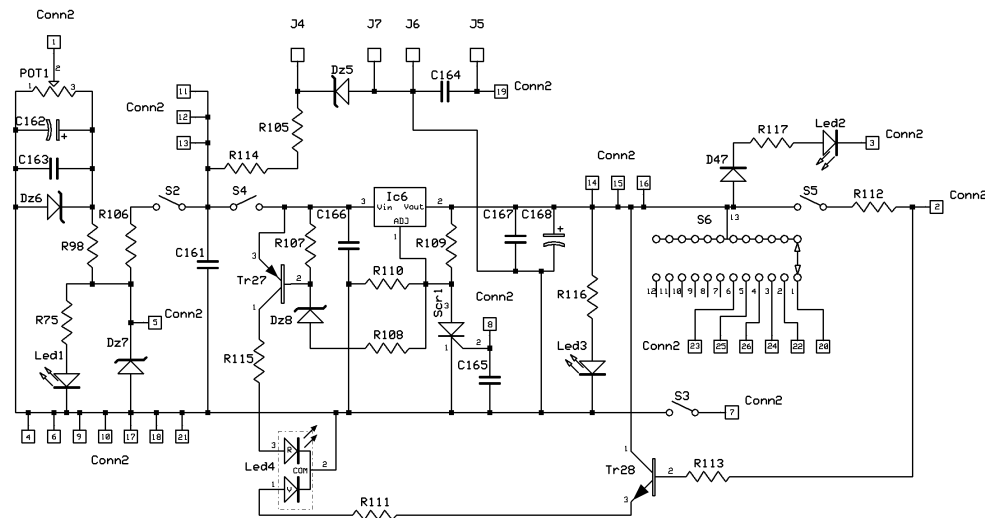 Conn2
J4
J7
J6
J5
1
2
POT1
1
3
Dz5
C164
11
19
Conn2
C162
+
Conn2
12
R105
R117
Led2
3
Conn2
C163
13
R114
D47
Conn2
Dz6
R106
S2
S4
Ic6
14
15
16
S5
R112
Conn2
3
Vin
Vout
2
ADJ
C166
C167
C168
+
S6
13
2
R98
R107
1
R109
C161
3
Tr27
2
R110
R116
1
Dz8
Scr1
3
Conn2
12
11
10
9
8
7
6
5
4
3
2
1
R75
5
Conn2
8
Dz7
R108
1
2
Conn2
23
25
26
24
22
20
Led1
R115
C165
Led3
S3
Conn2
7
4
6
9
10
17
18
21
Conn2
3
R
2
COM
1
Led4
Tr28
2
R113
1
V
3
R111